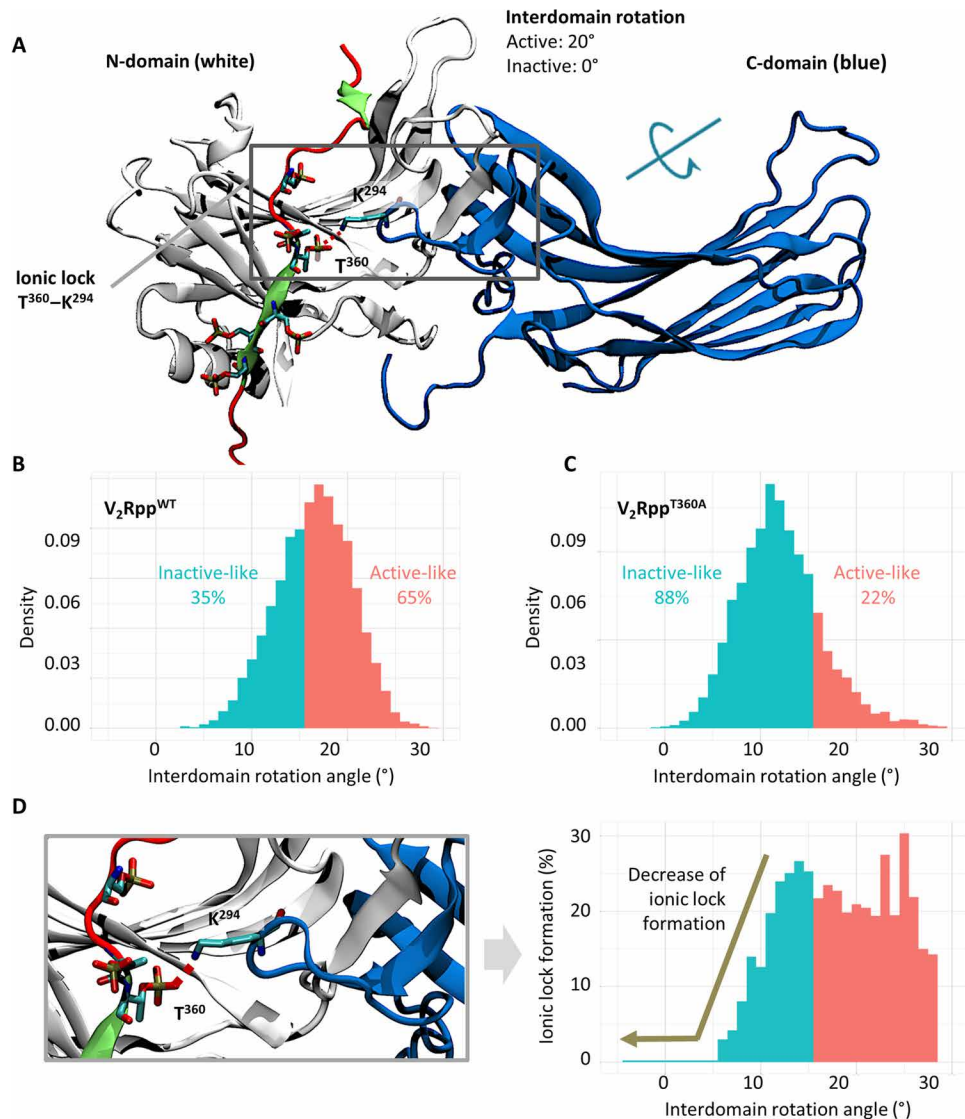 A
N-domain (white)
Interdomain rotation
Active: 20°
Inactive: 0°
C-domain (blue)
K294
T360
Ionic lock
T360–K294
B
V2RppWT
Inactive-like
35%
Active-like
65%
Density
0.09
0.06
0.03
0.00
0
10
20
30
Interdomain rotation angle (°)
C
V2RppT360A
Inactive-like
88%
Active-like
22%
Density
0.09
0.06
0.03
0.00
0
10
20
30
Interdomain rotation angle (°)
D
K294
T360
Decrease of
ionic lock
formation
Ionic lock formation (%)
30
20
10
0
0
10
20
30
Interdomain rotation angle (°)